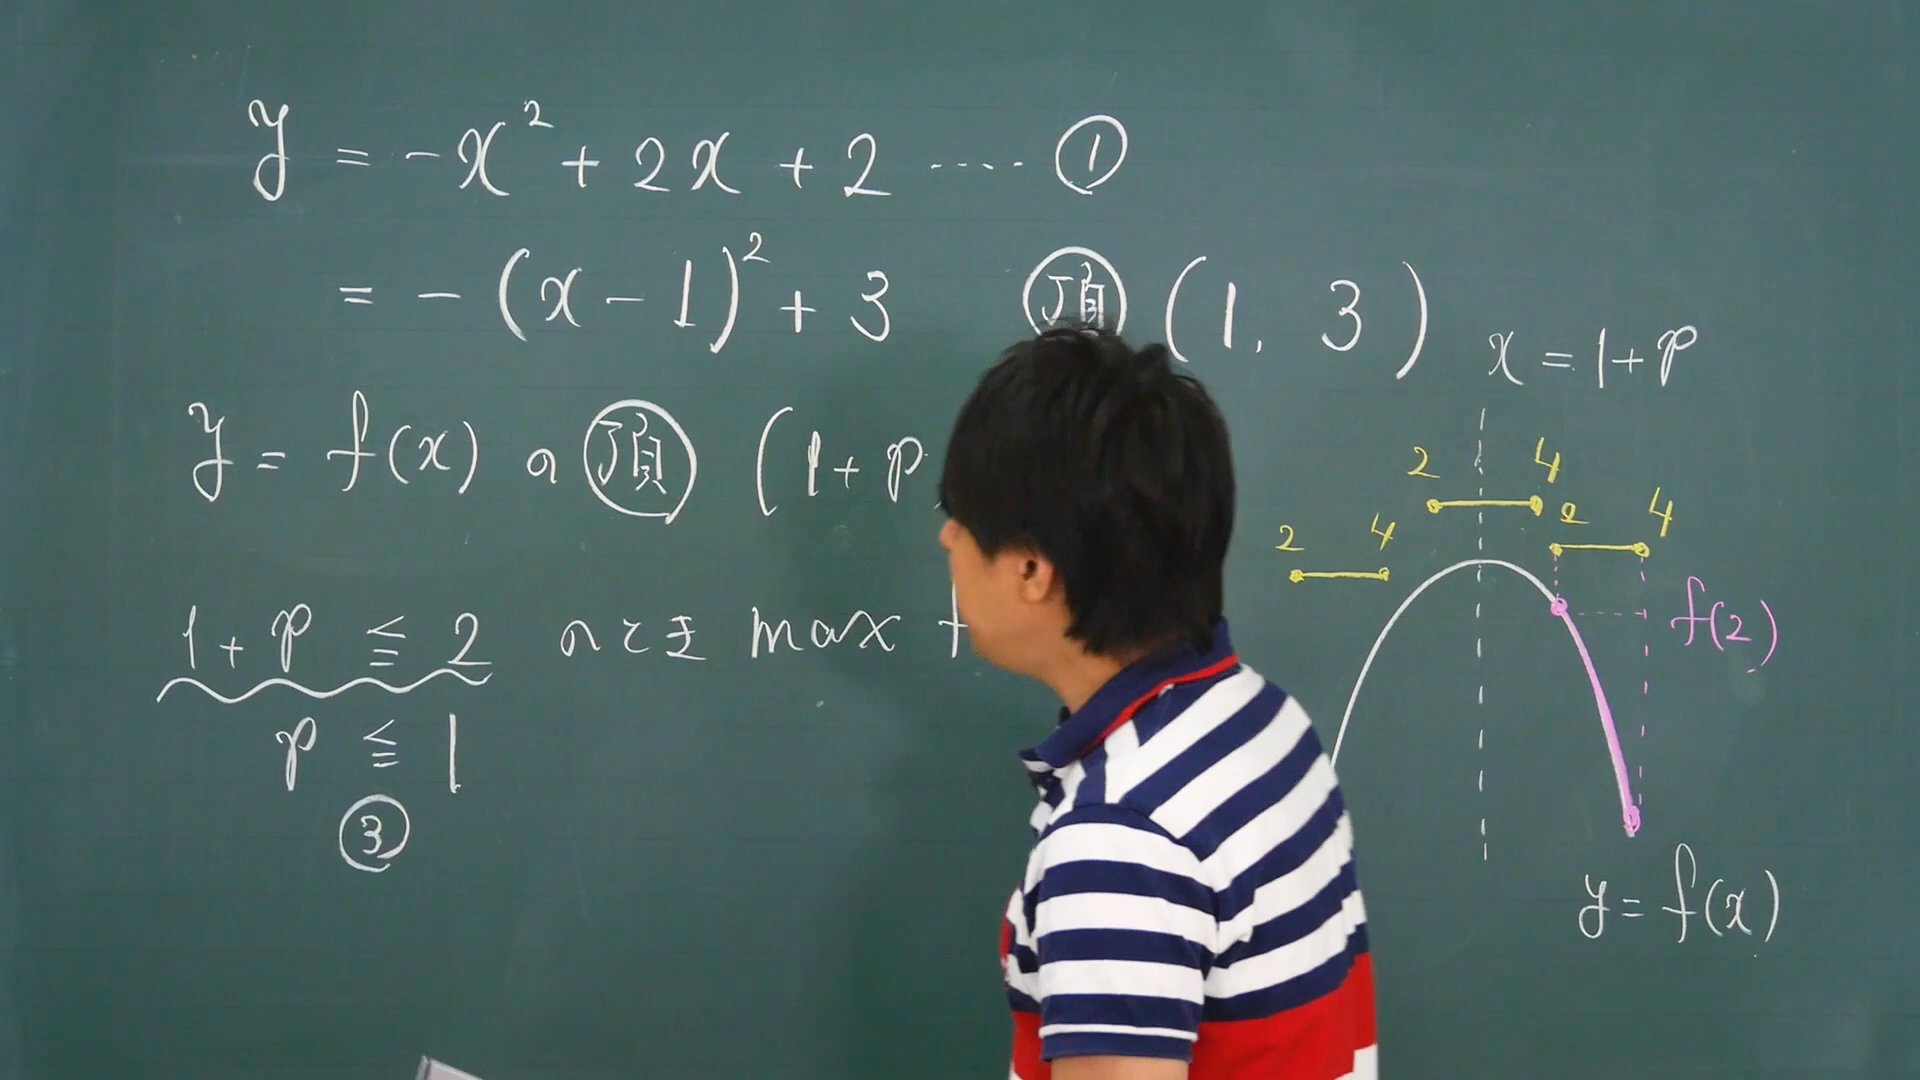 y = -x² + 2x + 2 ···· ①
= -(x-1)² + 3 頂 (1, 3)
x = 1+p
y = f(x) の 頂 (1+p
2 4
2 4
2 4
1+p ≦ 2 のとき max f
f(2)
p ≦ 1
③
y = f(x)